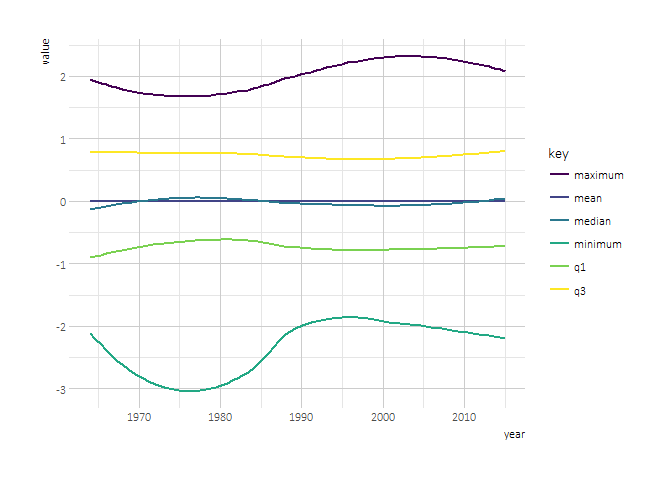 value
2
1
0
-1
-2
-3
1970 1980 1990 2000 2010
year
key
maximum
mean
median
minimum
q1
q3